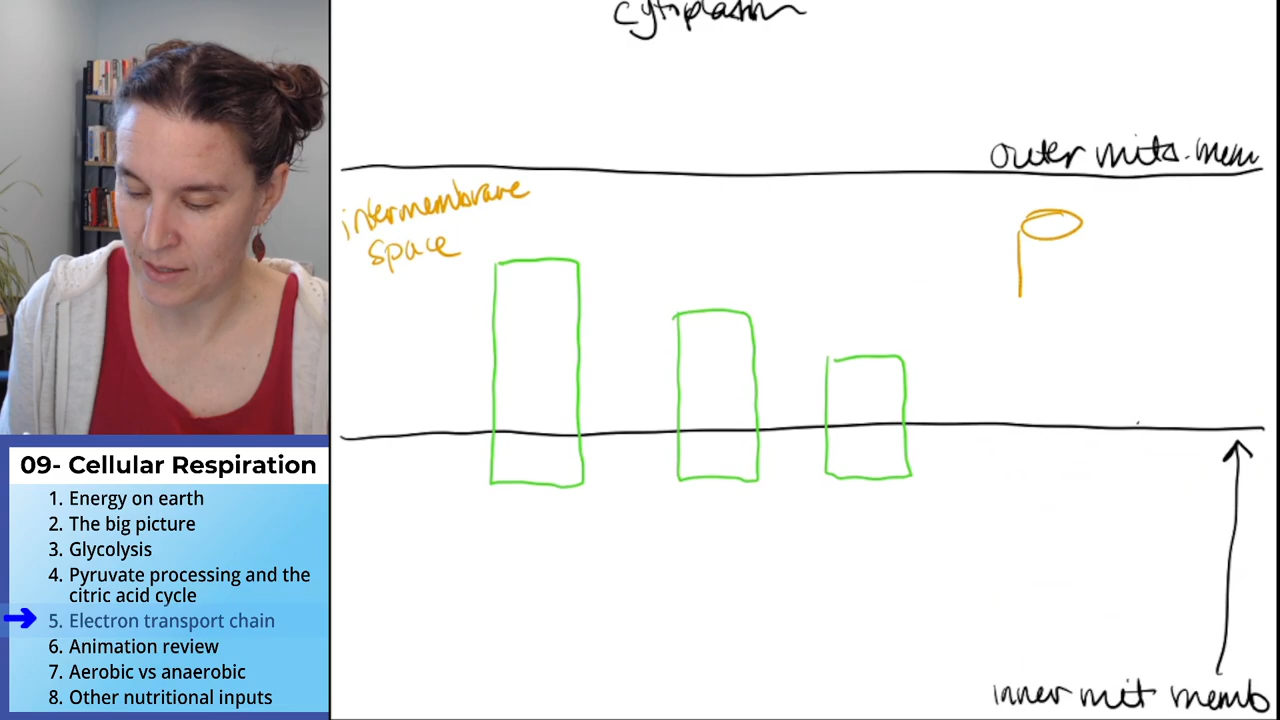 cytoplasm
outer mito. mem
intermembrane
space
inner mit memb
09- Cellular Respiration
1. Energy on earth
2. The big picture
3. Glycolysis
4. Pyruvate processing and the
citric acid cycle
5. Electron transport chain
6. Animation review
7. Aerobic vs anaerobic
8. Other nutritional inputs